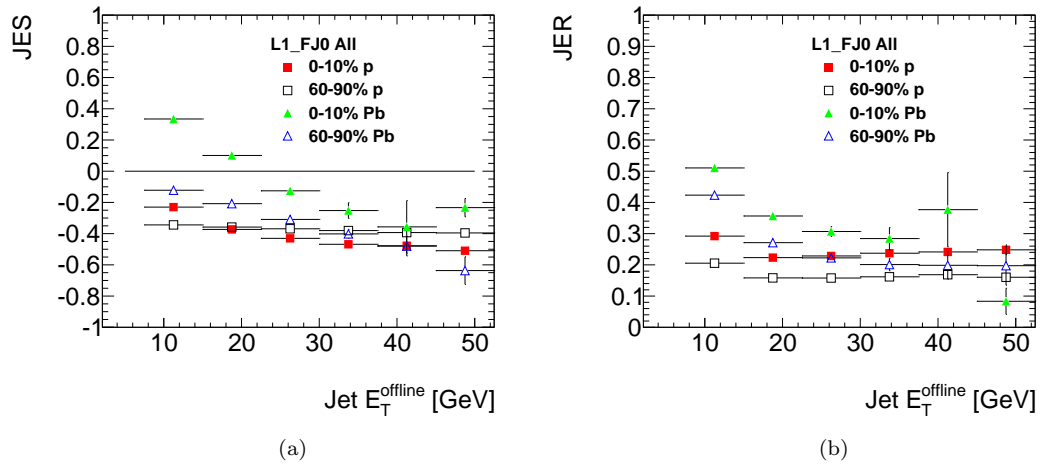 JES
1
0.8
0.6
0.4
0.2
0
-0.2
-0.4
-0.6
-0.8
-1
L1_FJ0 All
0-10% p
60-90% p
0-10% Pb
60-90% Pb
10 20 30 40 50
Jet E_T^offline [GeV]
(a)
JER
1
0.9
0.8
0.7
0.6
0.5
0.4
0.3
0.2
0.1
0
L1_FJ0 All
0-10% p
60-90% p
0-10% Pb
60-90% Pb
10 20 30 40 50
Jet E_T^offline [GeV]
(b)